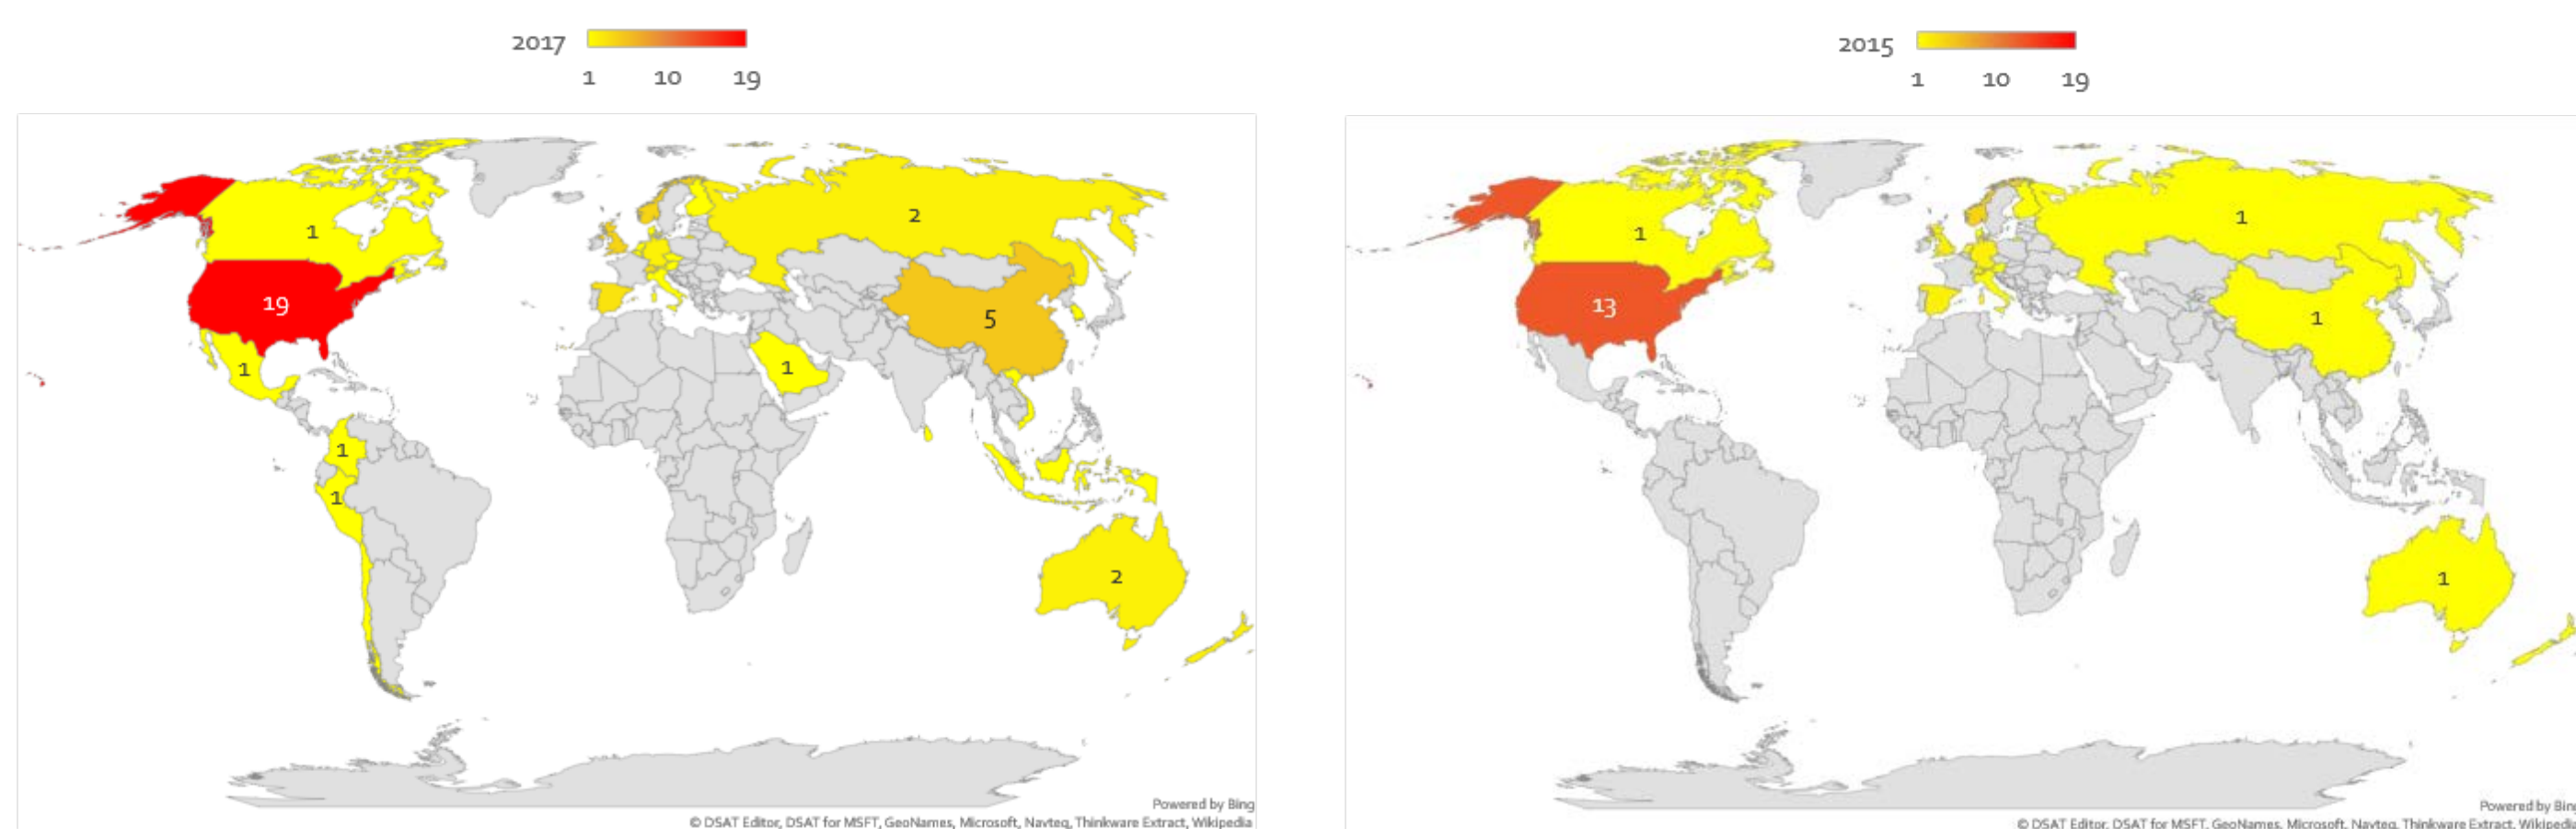 2017
1 10 19
1
2
19
5
1
1
1
1
2
Powered by Bing
© DSAT Editor, DSAT for MSFT, GeoNames, Microsoft, Navteq, Thinkware Extract, Wikipedia
2015
1 10 19
1
1
13
1
1
Powered by Bing
© DSAT Editor, DSAT for MSFT, GeoNames, Microsoft, Navteq, Thinkware Extract, Wikipedia